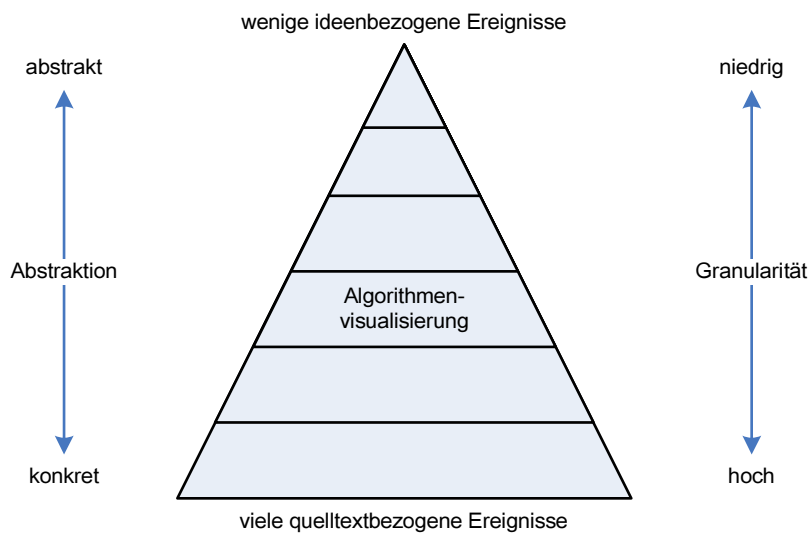 wenige ideenbezogene Ereignisse
abstrakt
niedrig
Abstraktion
Granularität
Algorithmen-
visualisierung
konkret
hoch
viele quelltextbezogene Ereignisse